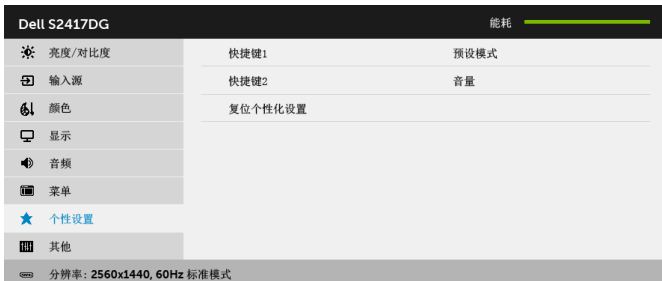 Dell S2417DG 能耗
亮度/对比度 快捷键1 预设模式
输入源 快捷键2 音量
颜色 复位个性化设置
显示
音频
菜单
个性设置
其他
分辨率: 2560x1440, 60Hz 标准模式